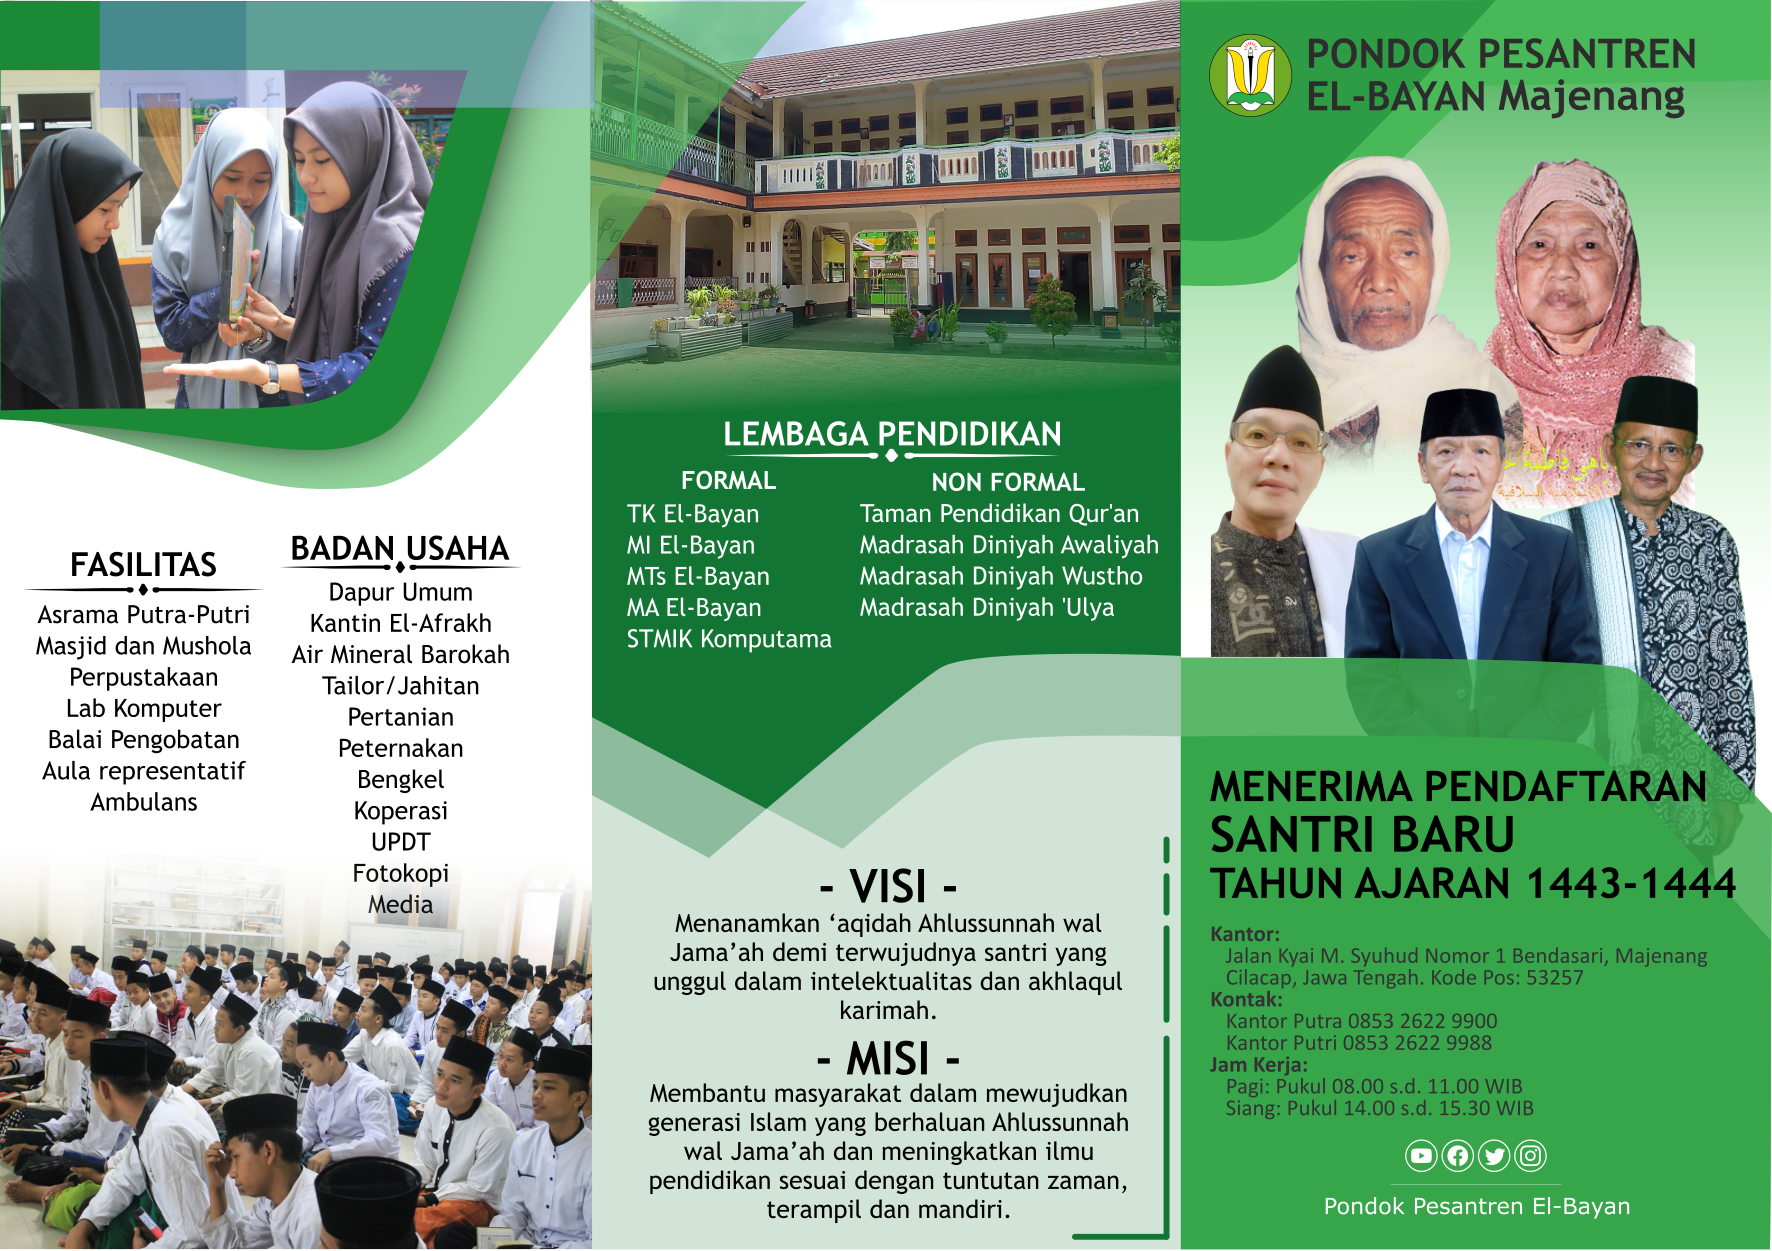 FASILITAS
Asrama Putra-Putri
Masjid dan Mushola
Perpustakaan
Lab Komputer
Balai Pengobatan
Aula representatif
Ambulans
BADAN USAHA
Dapur Umum
Kantin El-Afrakh
Air Mineral Barokah
Tailor/Jahitan
Pertanian
Peternakan
Bengkel
Koperasi
UPDT
Fotokopi
Media
LEMBAGA PENDIDIKAN
FORMAL
TK El-Bayan
MI El-Bayan
MTs El-Bayan
MA El-Bayan
STMIK Komputama
NON FORMAL
Taman Pendidikan Qur'an
Madrasah Diniyah Awaliyah
Madrasah Diniyah Wustho
Madrasah Diniyah 'Ulya
- VISI -
Menanamkan ‘aqidah Ahlussunnah wal
Jama’ah demi terwujudnya santri yang
unggul dalam intelektualitas dan akhlaqul
karimah.
- MISI -
Membantu masyarakat dalam mewujudkan
generasi Islam yang berhaluan Ahlussunnah
wal Jama’ah dan meningkatkan ilmu
pendidikan sesuai dengan tuntutan zaman,
terampil dan mandiri.
PONDOK PESANTREN
EL-BAYAN Majenang
MENERIMA PENDAFTARAN
SANTRI BARU
TAHUN AJARAN 1443-1444
Kantor:
Jalan Kyai M. Syuhud Nomor 1 Bendasari, Majenang
Cilacap, Jawa Tengah. Kode Pos: 53257
Kontak:
Kantor Putra 0853 2622 9900
Kantor Putri 0853 2622 9988
Jam Kerja:
Pagi: Pukul 08.00 s.d. 11.00 WIB
Siang: Pukul 14.00 s.d. 15.30 WIB
Pondok Pesantren El-Bayan